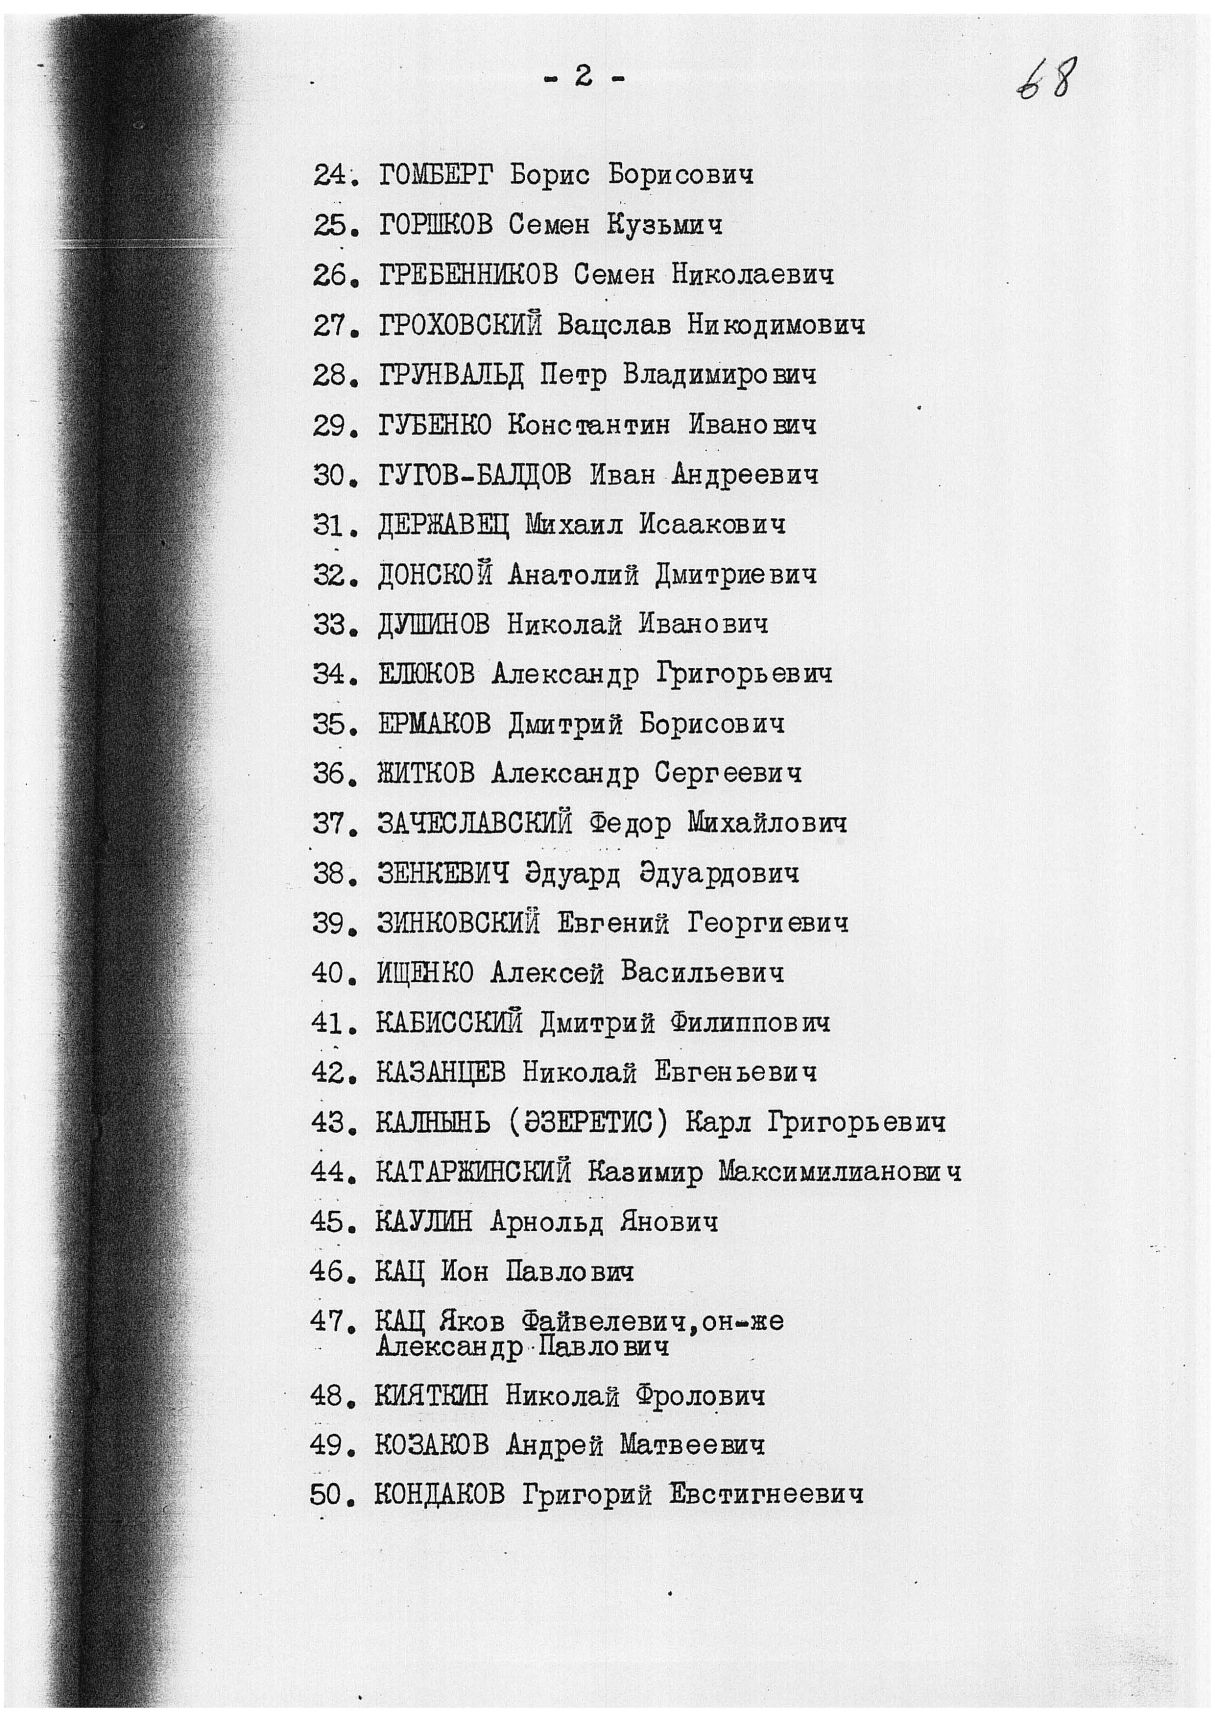 - 2 -
68
24. ГОМБЕРГ Борис Борисович
25. ГОРШКОВ Семен Кузьмич
26. ГРЕБЕННИКОВ Семен Николаевич
27. ГРОХОВСКИЙ Вацслав Никодимович
28. ГРУНВАЛЬД Петр Владимирович
29. ГУБЕНКО Константин Иванович
30. ГУГОВ-БАЛДОВ Иван Андреевич
31. ДЕРЖАВЕЦ Михаил Исаакович
32. ДОНСКОЙ Анатолий Дмитриевич
33. ДУШИНОВ Николай Иванович
34. ЕЛЮКОВ Александр Григорьевич
35. ЕРМАКОВ Дмитрий Борисович
36. ЖИТКОВ Александр Сергеевич
37. ЗАЧЕСЛАВСКИЙ Федор Михайлович
38. ЗЕНКЕВИЧ Эдуард Эдуардович
39. ЗИНКОВСКИЙ Евгений Георгиевич
40. ИЩЕНКО Алексей Васильевич
41. КАБИССКИЙ Дмитрий Филиппович
42. КАЗАНЦЕВ Николай Евгеньевич
43. КАЛНЫНЬ (ЭЗЕРЕТИС) Карл Григорьевич
44. КАТАРЖИНСКИЙ Казимир Максимилианович
45. КАУЛИН Арнольд Янович
46. КАЦ Ион Павлович
47. КАЦ Яков Файвелевич,он-же
Александр Павлович
48. КИЯТКИН Николай Фролович
49. КОЗАКОВ Андрей Матвеевич
50. КОНДАКОВ Григорий Евстигнеевич